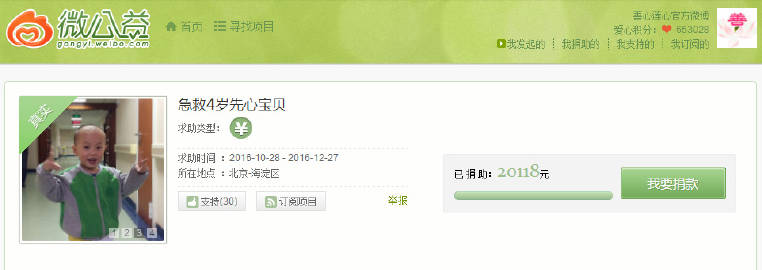 微公益
gongyi.weibo.com
首页 寻找项目
善心莲心官方微博
爱心积分: 653028
我发起的 我捐助的 我支持的 我订阅的
善
真实
急救4岁先心宝贝
求助类型: ¥
求助时间 : 2016-10-28 - 2016-12-27
所在地点 : 北京-海淀区
已捐助: 20118元
我要捐款
支持(30) 订阅项目 举报
1 2 3 4